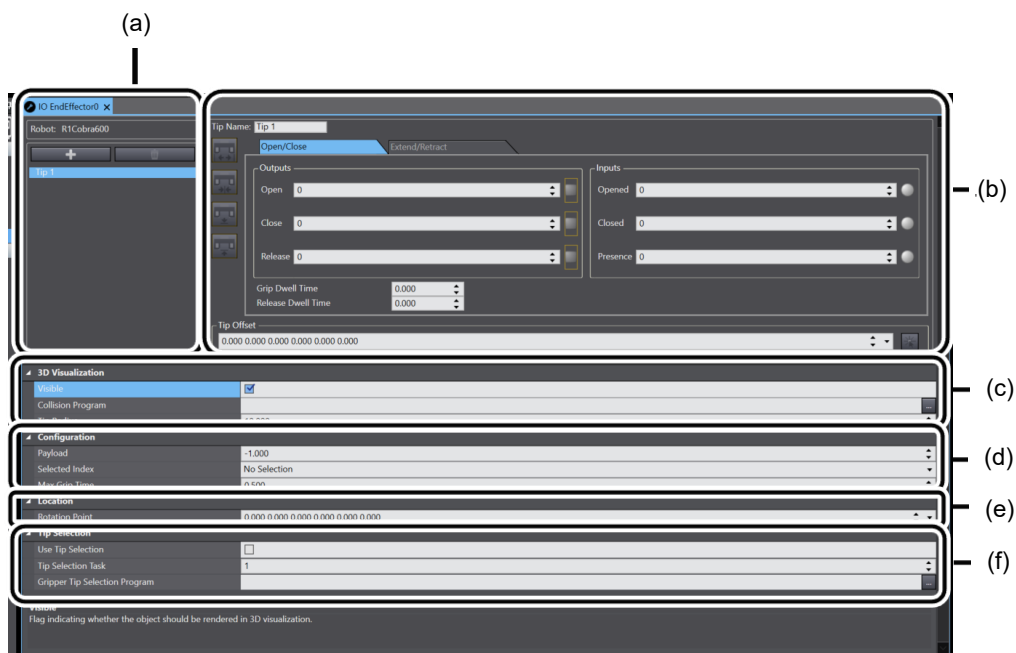 (a)
IO EndEffector0
Robot: R1Cobra600
Tip 1
Tip Name: Tip 1
Open/Close Extend/Retract
Outputs Inputs
Open 0 Opened 0
Close 0 Closed 0
Release 0 Presence 0
Grip Dwell Time 0.000
Release Dwell Time 0.000
Tip Offset
0.000 0.000 0.000 0.000 0.000 0.000
(b)
3D Visualization
Visible
Collision Program ...
(c)
Configuration
Payload -1.000
Selected Index No Selection
Max Grip Time 0.500
(d)
Location
Rotation Point 0.000 0.000 0.000 0.000 0.000 0.000
(e)
Tip Selection
Use Tip Selection
Tip Selection Task 1
Gripper Tip Selection Program ...
(f)
Visible
Flag indicating whether the object should be rendered in 3D visualization.